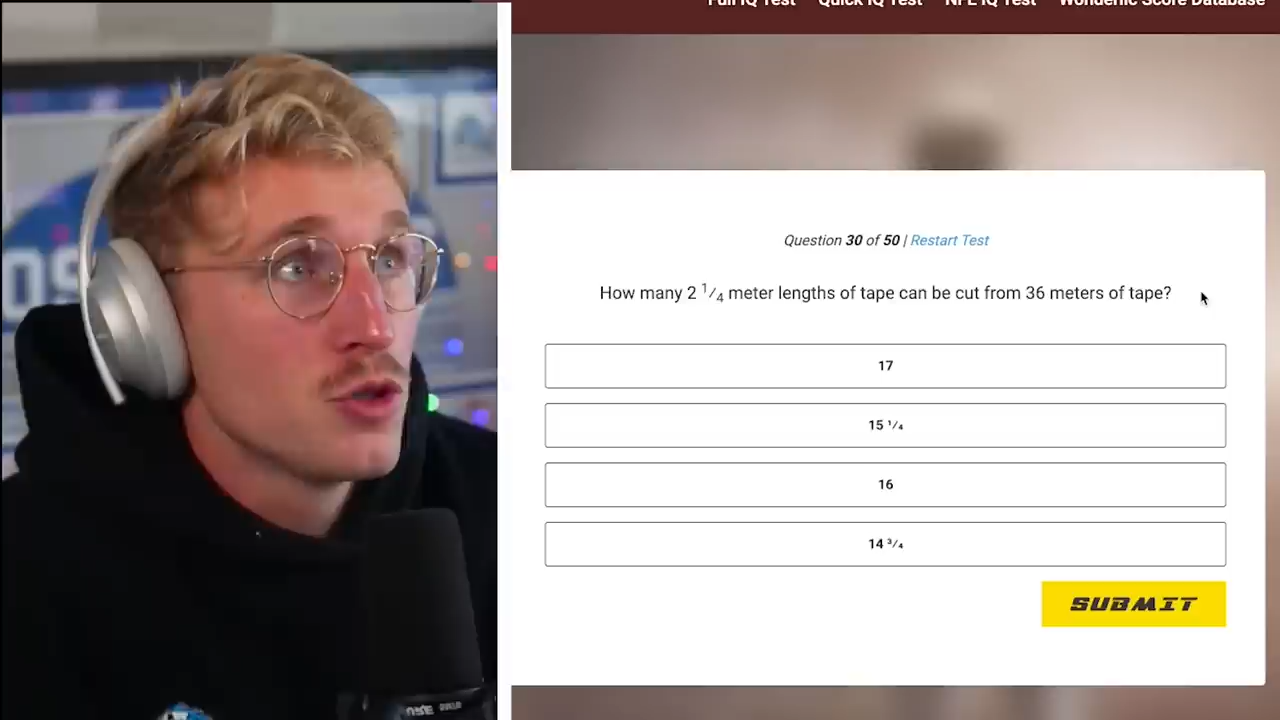 Full IQ Test Quick IQ Test NFL IQ Test Wonderlic Score Database
Question 30 of 50 | Restart Test
How many 2 1/4 meter lengths of tape can be cut from 36 meters of tape?
17
15 1/4
16
14 3/4
SUBMIT